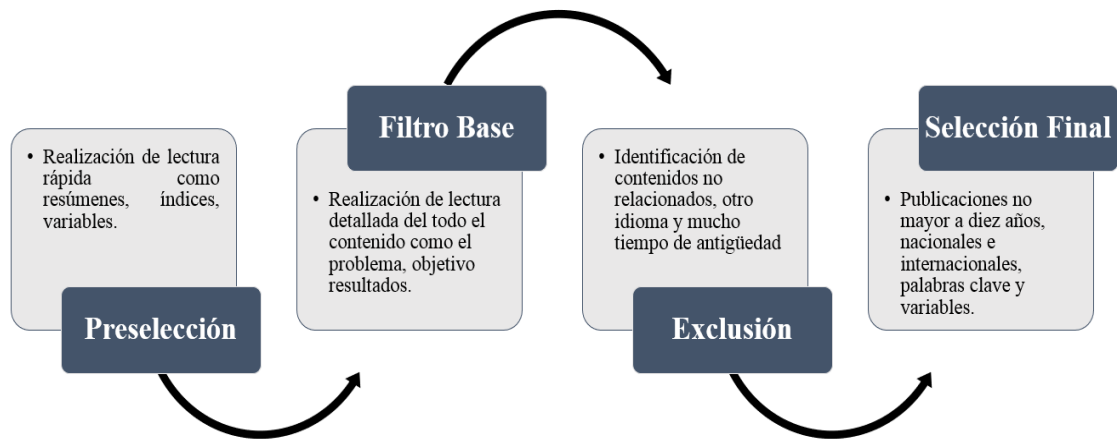 • Realización de lectura
rápida como
resúmenes, índices,
variables.
Preselección
Filtro Base
• Realización de lectura
detallada del todo el
contenido como el
problema, objetivo
resultados.
• Identificación de
contenidos no
relacionados, otro
idioma y mucho
tiempo de antigüedad
Exclusión
Selección Final
• Publicaciones no
mayor a diez años,
nacionales e
internacionales,
palabras clave y
variables.